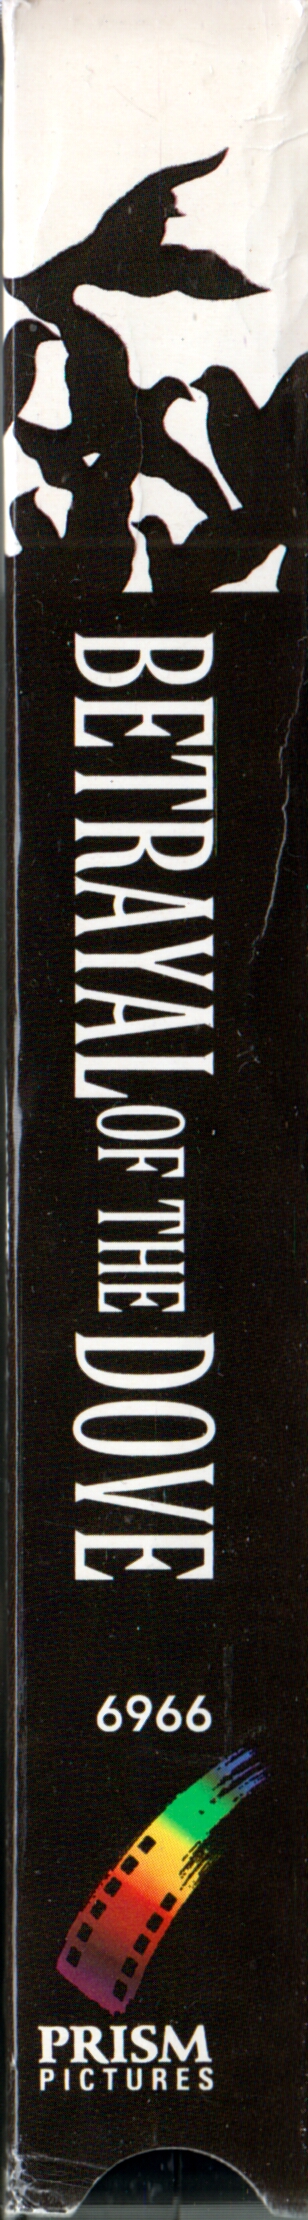 BETRAYAL OF THE DOVE
6966
PRISM
PICTURES